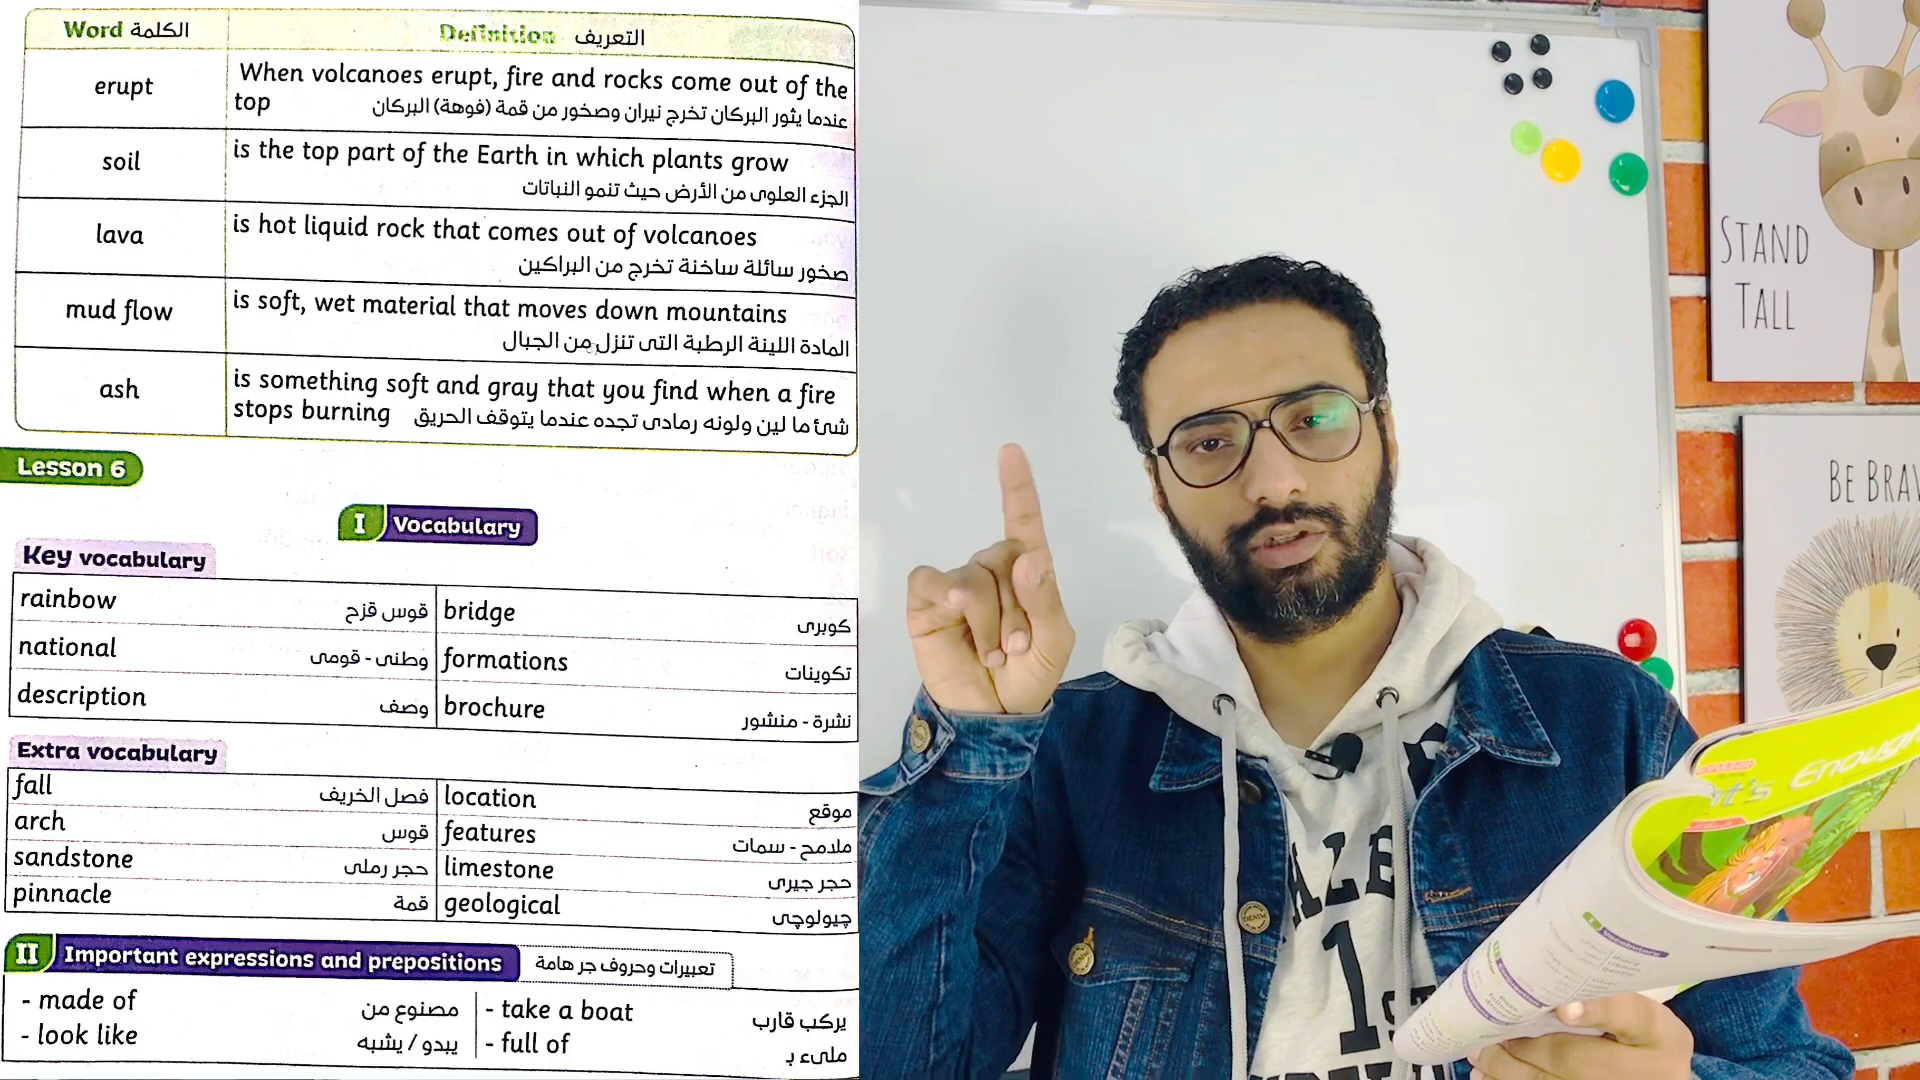 Word الكلمة
Definition التعريف
erupt
When volcanoes erupt, fire and rocks come out of the
top عندما يثور البركان تخرج نيران وصخور من قمة (فوهة) البركان
soil
is the top part of the Earth in which plants grow
الجزء العلوى من الأرض حيث تنمو النباتات
lava
is hot liquid rock that comes out of volcanoes
صخور سائلة ساخنة تخرج من البراكين
mud flow
is soft, wet material that moves down mountains
المادة اللينة الرطبة التى تنزل من الجبال
ash
is something soft and gray that you find when a fire
stops burning شئ ما لين ولونه رمادى تجده عندما يتوقف الحريق
Lesson 6
I Vocabulary
Key vocabulary
rainbow قوس قزح bridge كوبرى
national وطنى - قومى formations تكوينات
description وصف brochure نشرة - منشور
Extra vocabulary
fall فصل الخريف location موقع
arch قوس features ملامح - سمات
sandstone حجر رملى limestone حجر جيرى
pinnacle قمة geological چيولوچى
II Important expressions and prepositions تعبيرات وحروف جر هامة
- made of مصنوع من - take a boat يركب قارب
- look like يبدو / يشبه - full of ملىء بـ
STAND
TALL
BE BRAV
1st